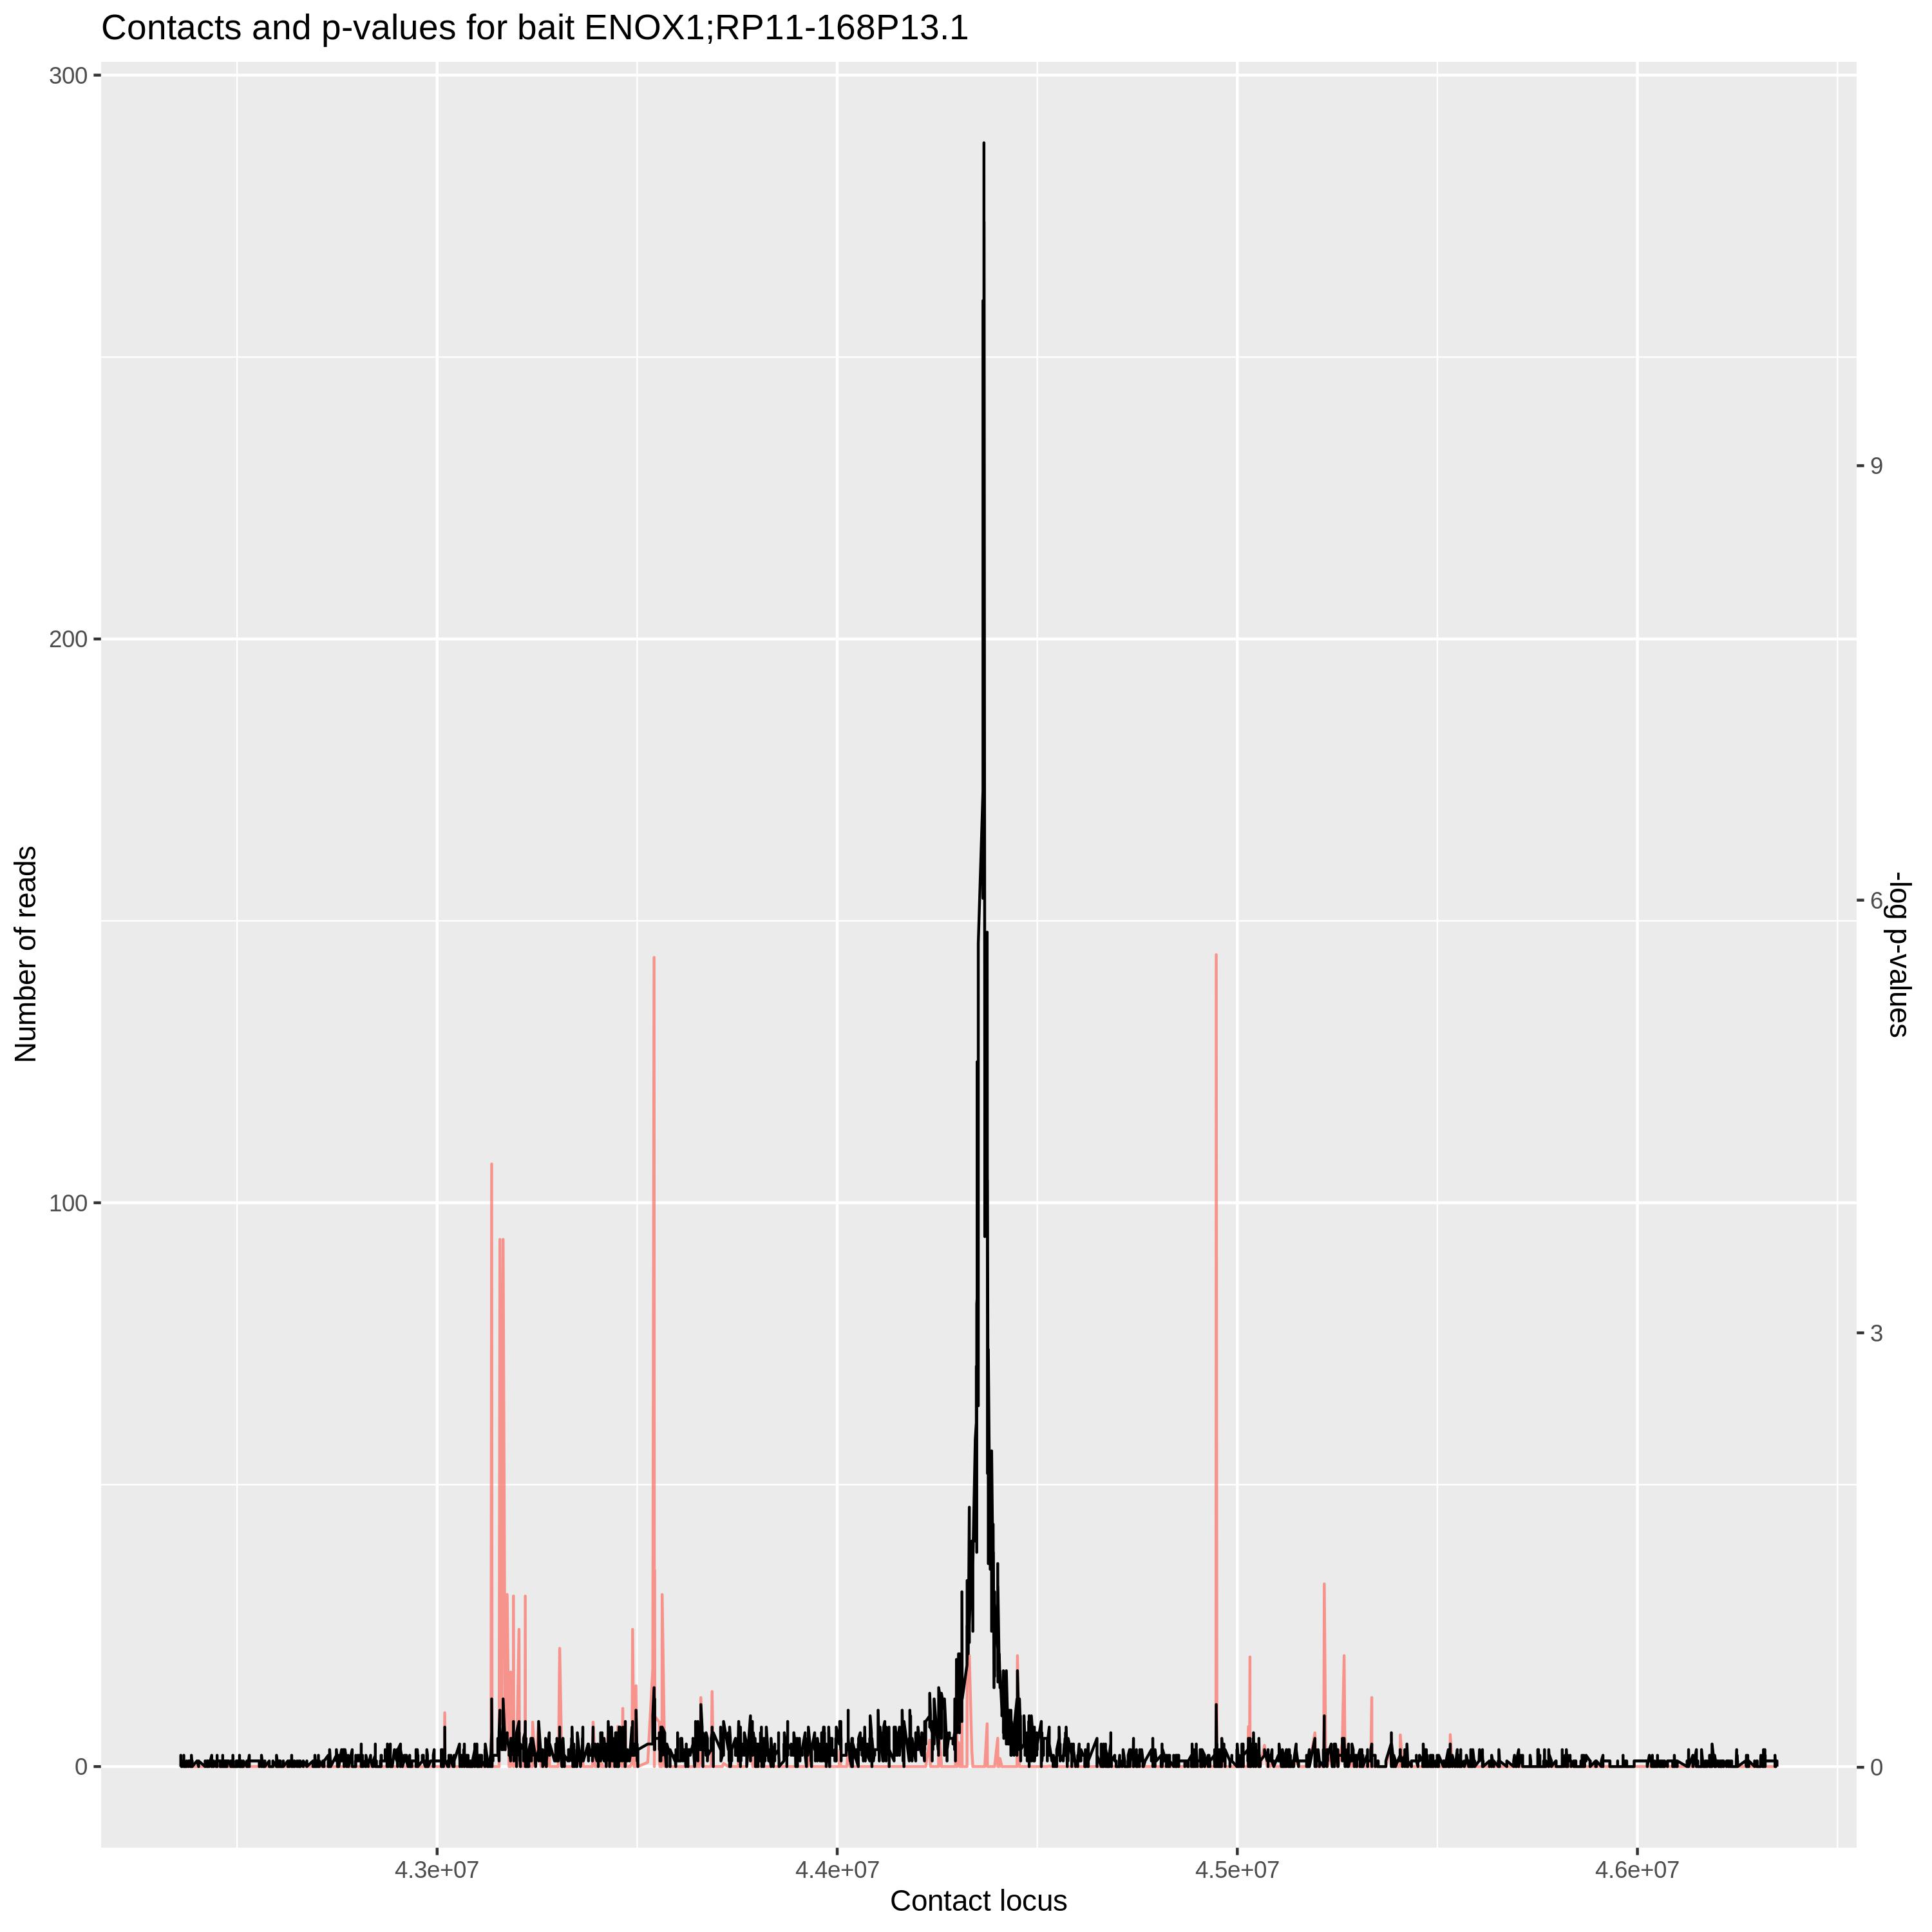 Contacts and p-values for bait ENOX1;RP11-168P13.1
300
200
100
0
Number of reads
9
6
3
0
-log p-values
4.3e+07
4.4e+07
4.5e+07
4.6e+07
Contact locus